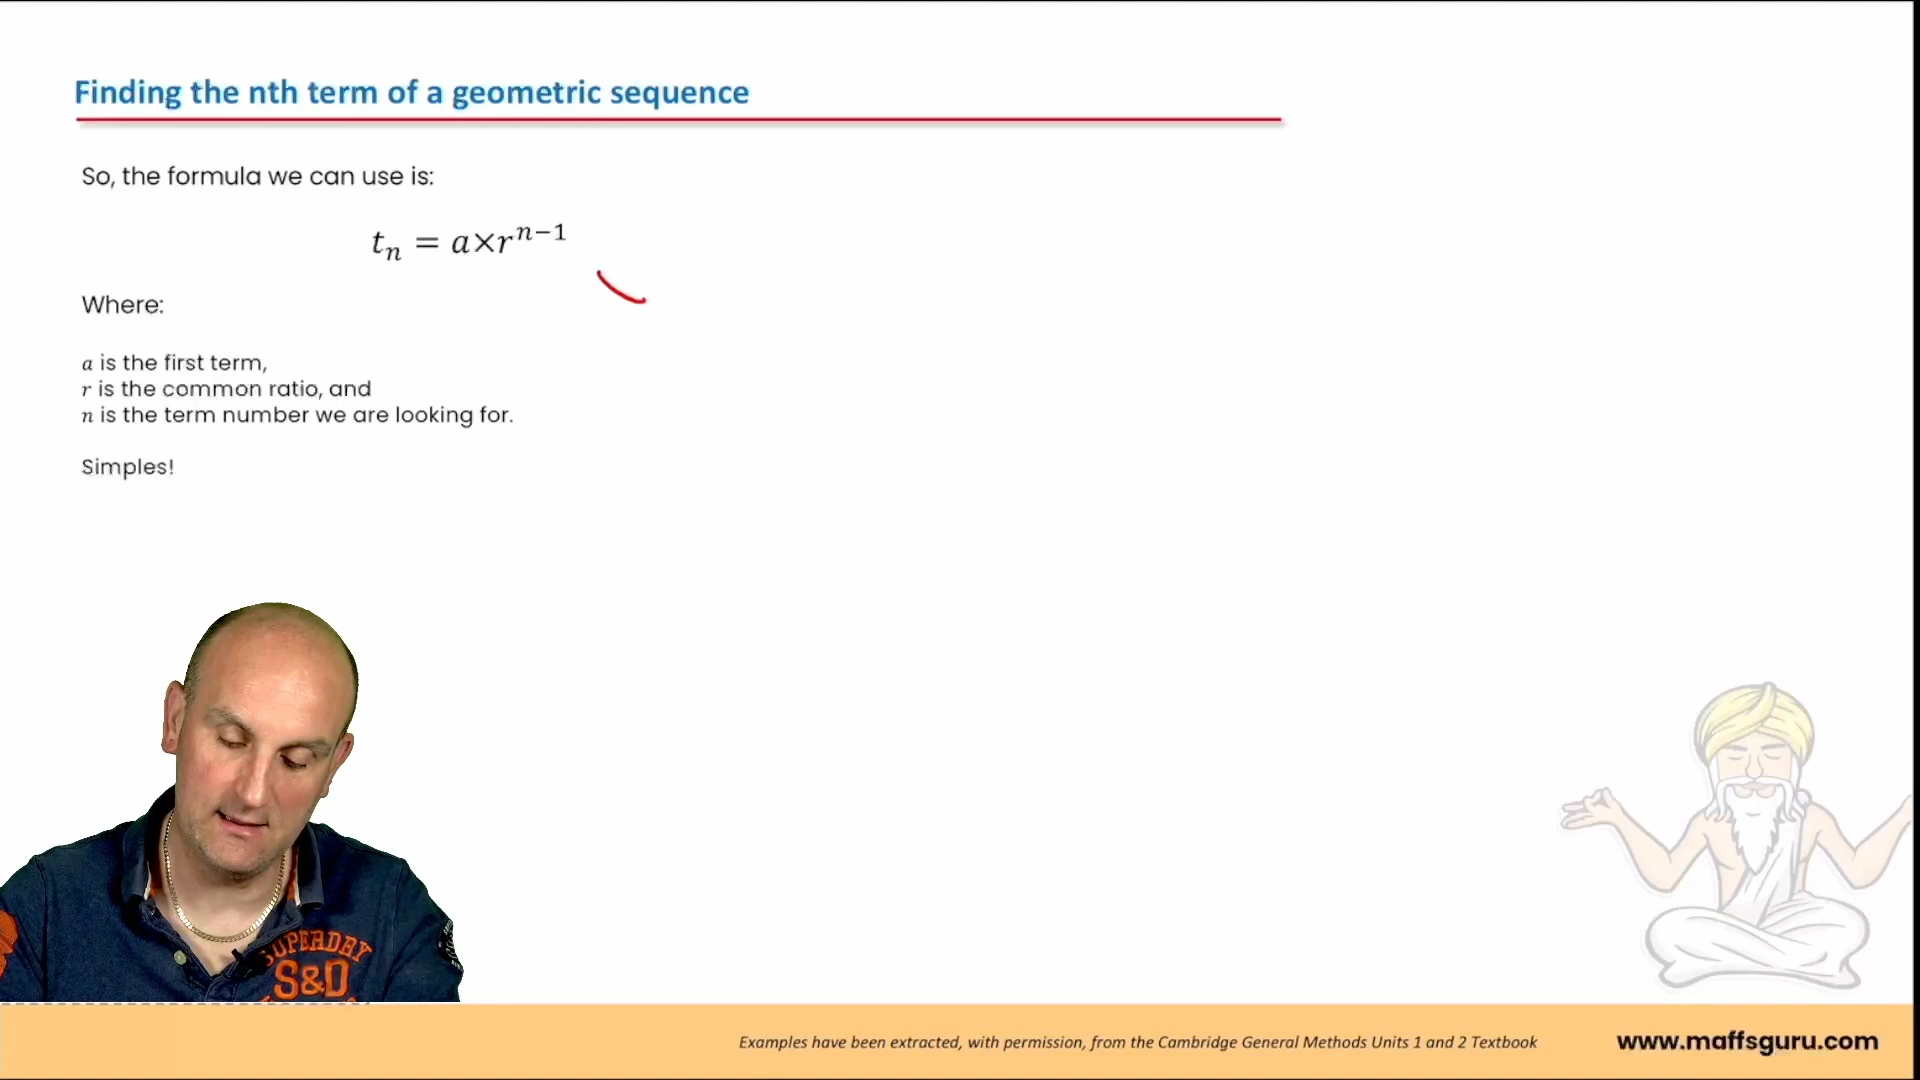 Finding the nth term of a geometric sequence
So, the formula we can use is:
tₙ = a×rⁿ⁻¹
Where:
a is the first term,
r is the common ratio, and
n is the term number we are looking for.
Simples!
SUPERDRY
S&D
Examples have been extracted, with permission, from the Cambridge General Methods Units 1 and 2 Textbook
www.maffsguru.com